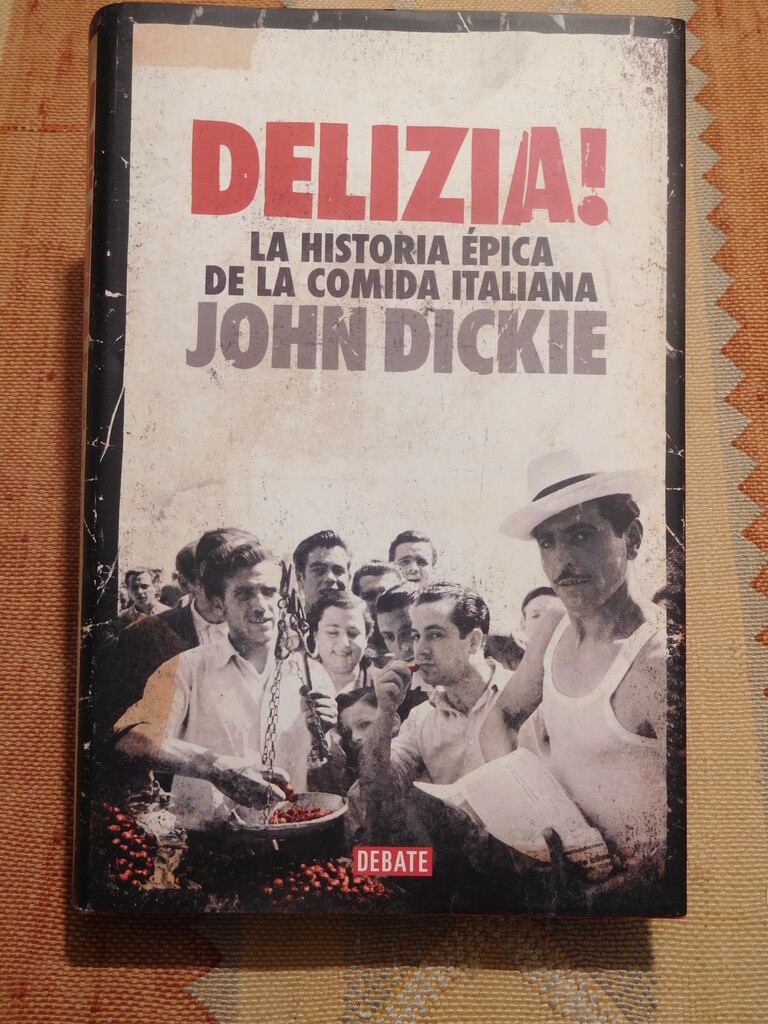 DELIZIA!
LA HISTORIA ÉPICA
DE LA COMIDA ITALIANA
JOHN DICKIE
DEBATE